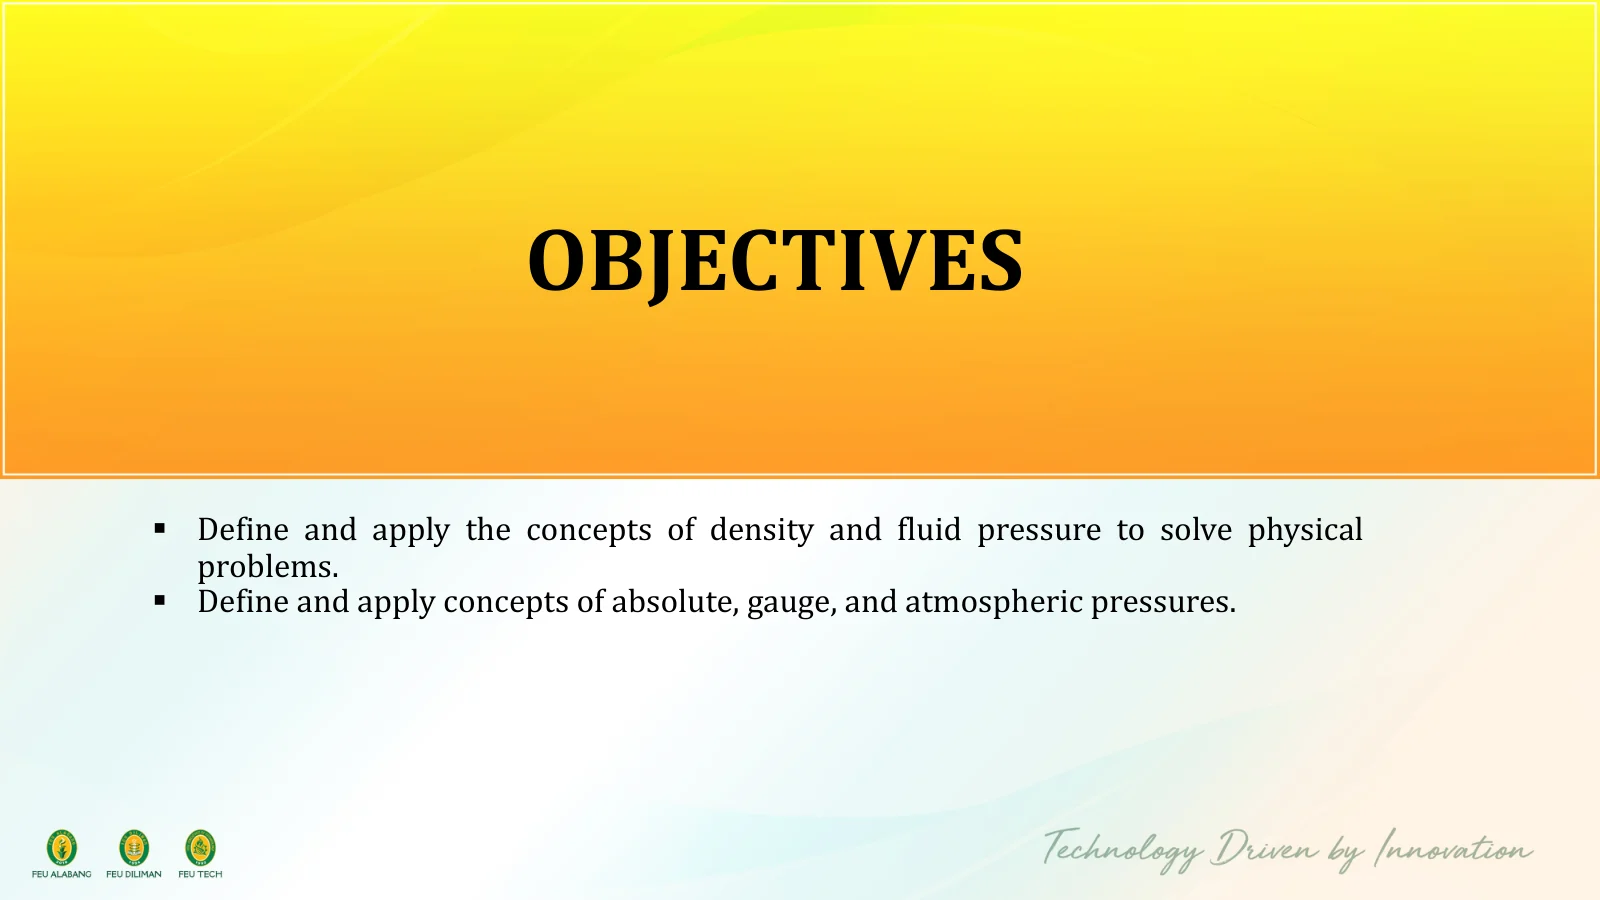 OBJECTIVES
▪ Define and apply the concepts of density and fluid pressure to solve physical
problems.
▪ Define and apply concepts of absolute, gauge, and atmospheric pressures.
FEU ALABANG FEU DILIMAN FEU TECH
Technology Driven by Innovation